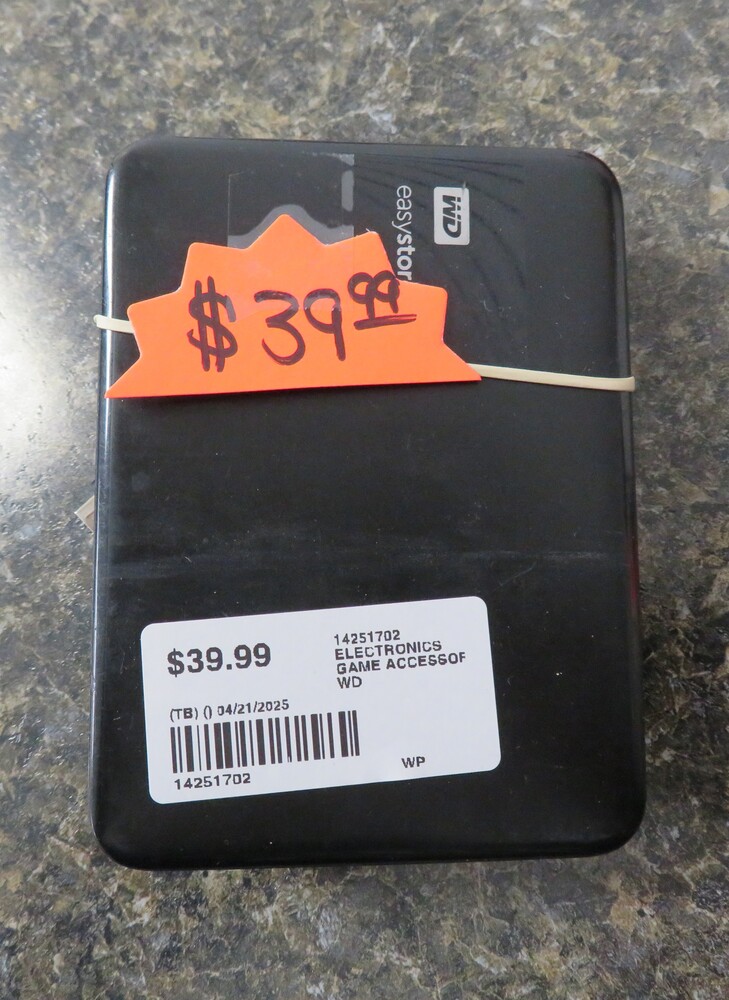 WD
easystor
$39.99
$39.99
14251702
ELECTRONICS
GAME ACCESSOF
WD
(TB) () 04/21/2025
14251702
WP